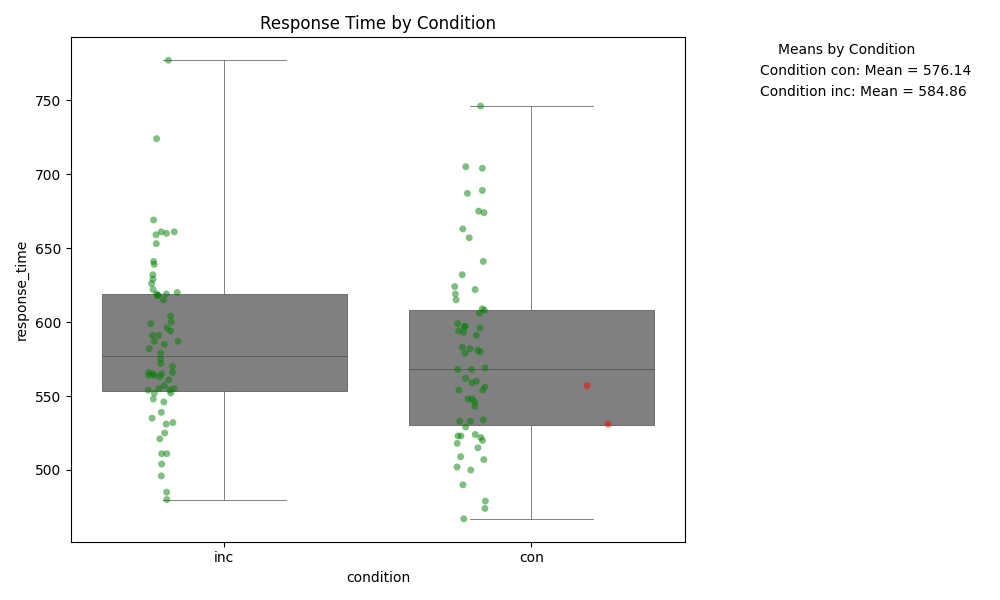 Response Time by Condition
Means by Condition
Condition con: Mean = 576.14
Condition inc: Mean = 584.86
750
700
650
600
550
500
response_time
inc
con
condition